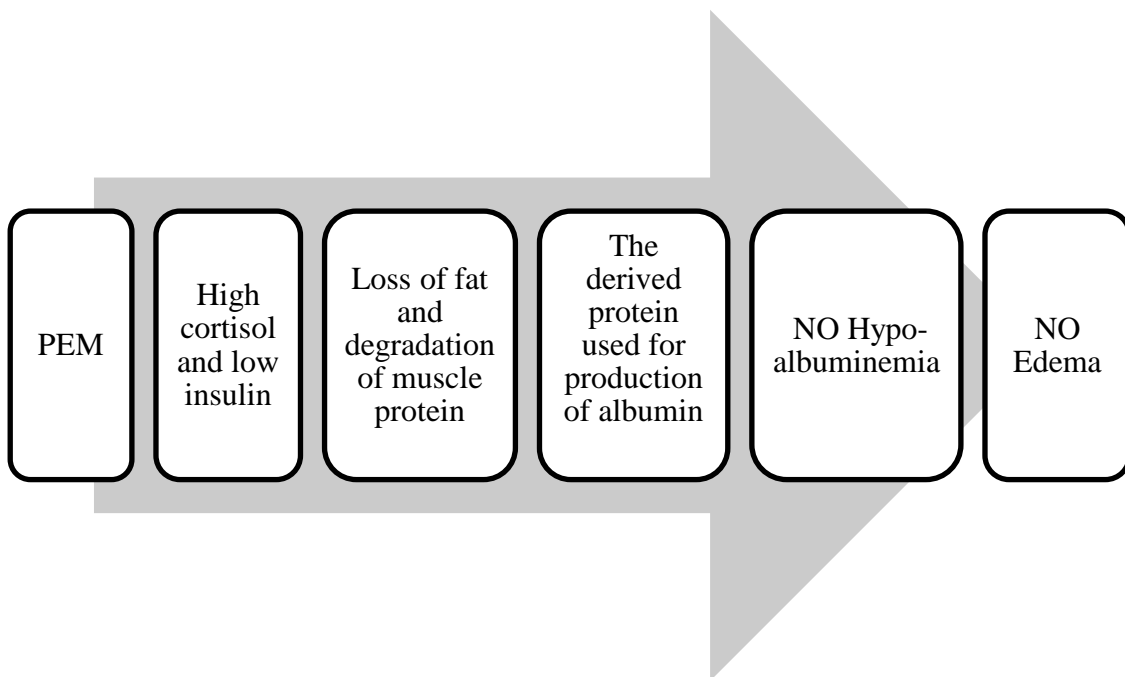 PEM
High
cortisol
and low
insulin
Loss of fat
and
degradation
of muscle
protein
The
derived
protein
used for
production
of albumin
NO Hypo-
albuminemia
NO
Edema